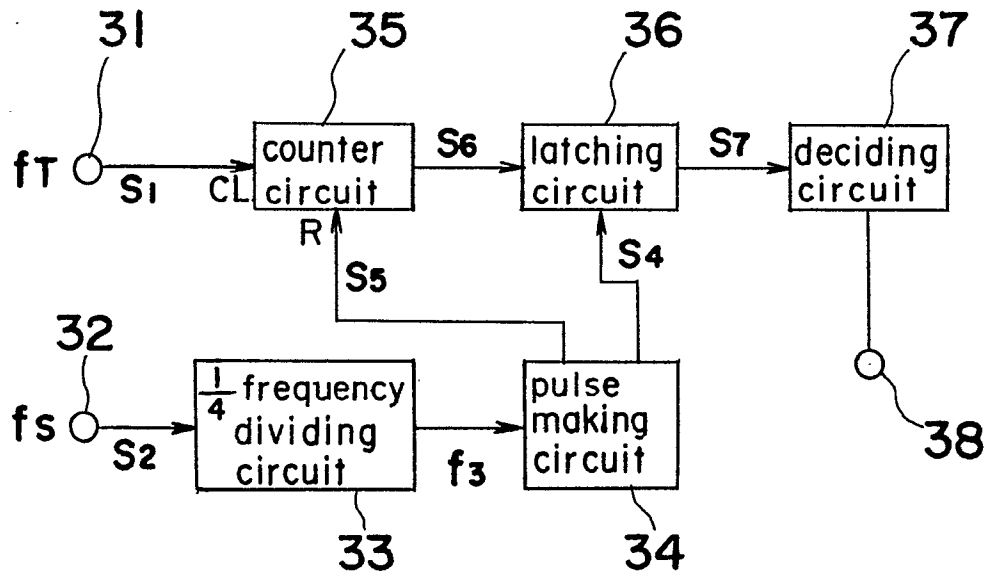 31
35
36
37
fT
S1
CL
counter
circuit
R
S6
latching
circuit
S7
deciding
circuit
S5
S4
32
fS
S2
1/4 frequency
dividing
circuit
f3
pulse
making
circuit
38
33
34